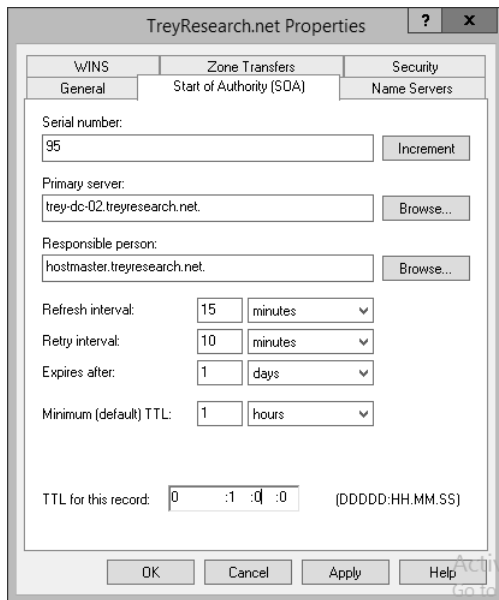 TreyResearch.net Properties
? x
WINS Zone Transfers Security
General Start of Authority (SOA) Name Servers
Serial number:
95 Increment
Primary server:
trey-dc-02.treyresearch.net. Browse...
Responsible person:
hostmaster.treyresearch.net. Browse...
Refresh interval: 15 minutes
Retry interval: 10 minutes
Expires after: 1 days
Minimum (default) TTL: 1 hours
TTL for this record: 0 :1 :0 :0 (DDDDD:HH.MM.SS)
OK Cancel Apply Help
Go to